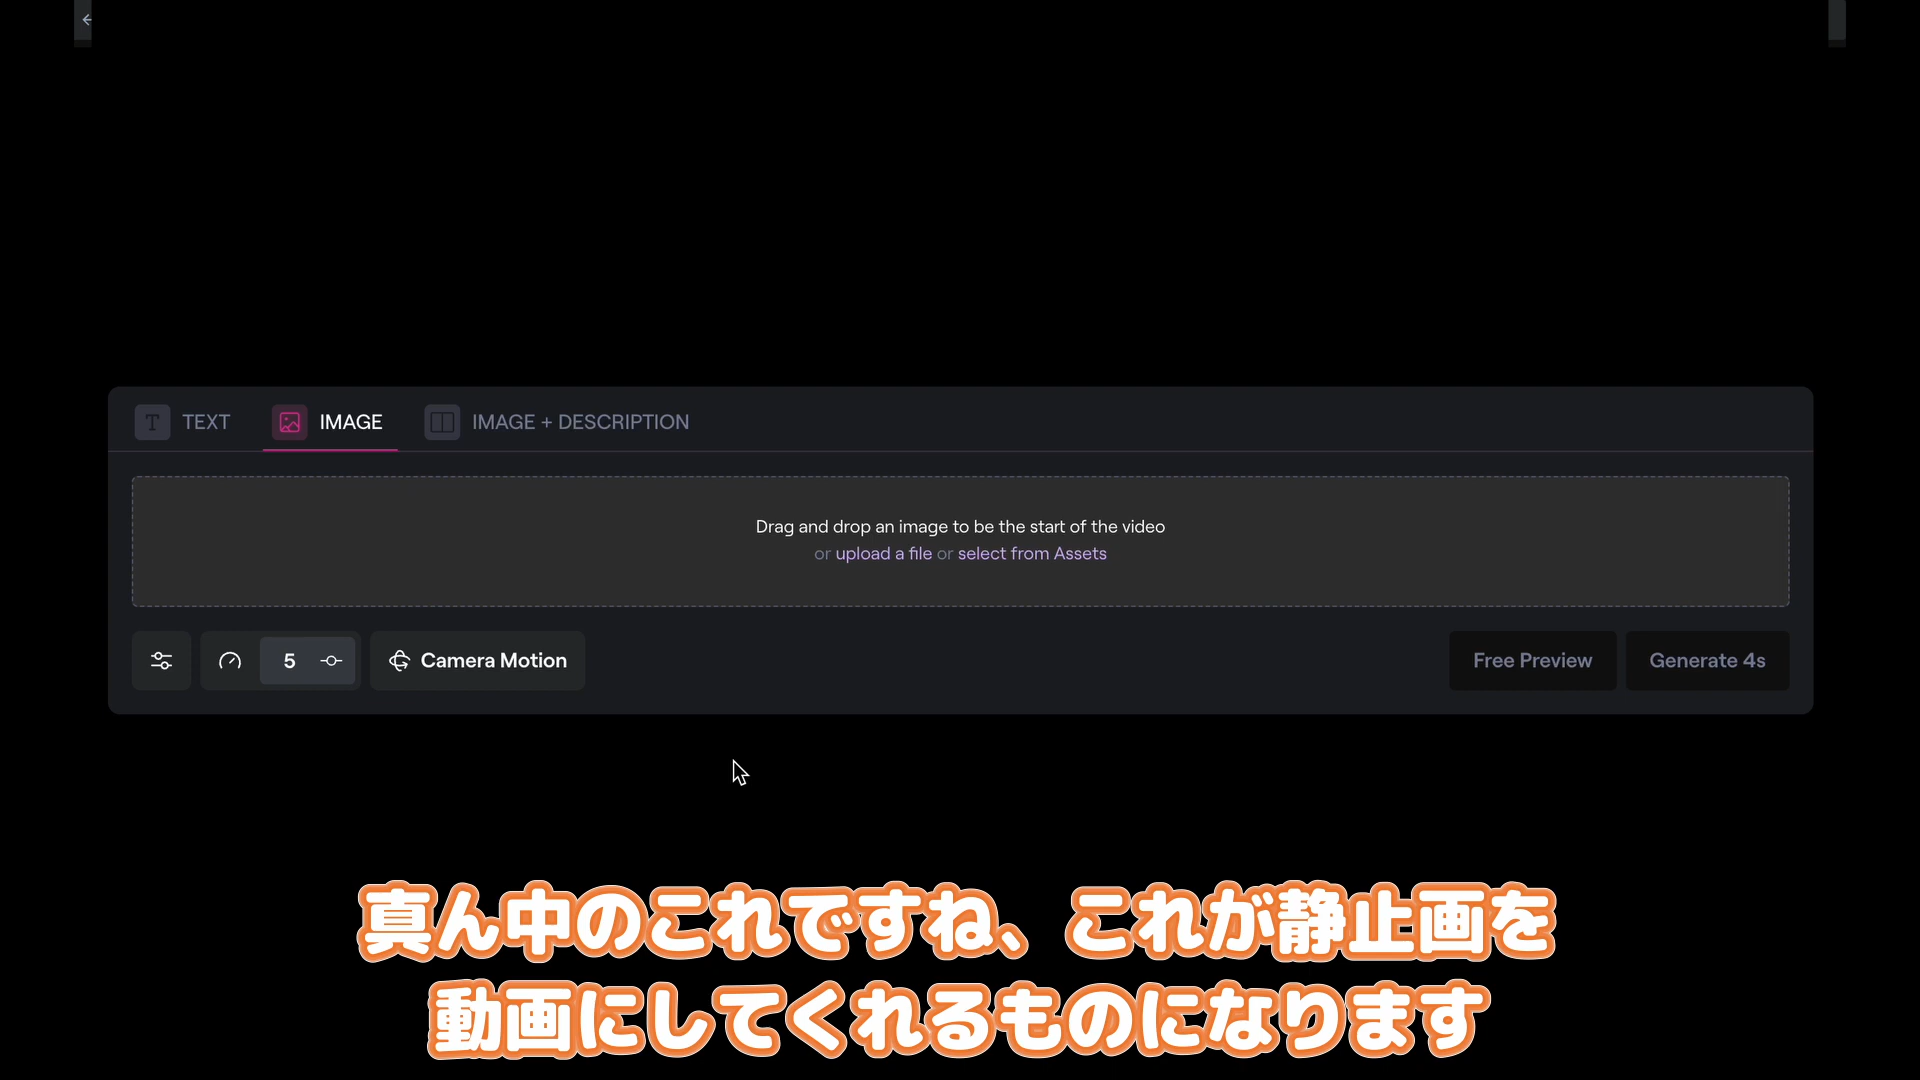 TEXT
IMAGE
IMAGE + DESCRIPTION
Drag and drop an image to be the start of the video
or upload a file or select from Assets
5
Camera Motion
Free Preview
Generate 4s
真ん中のこれですね、これが静止画を
動画にしてくれるものになります